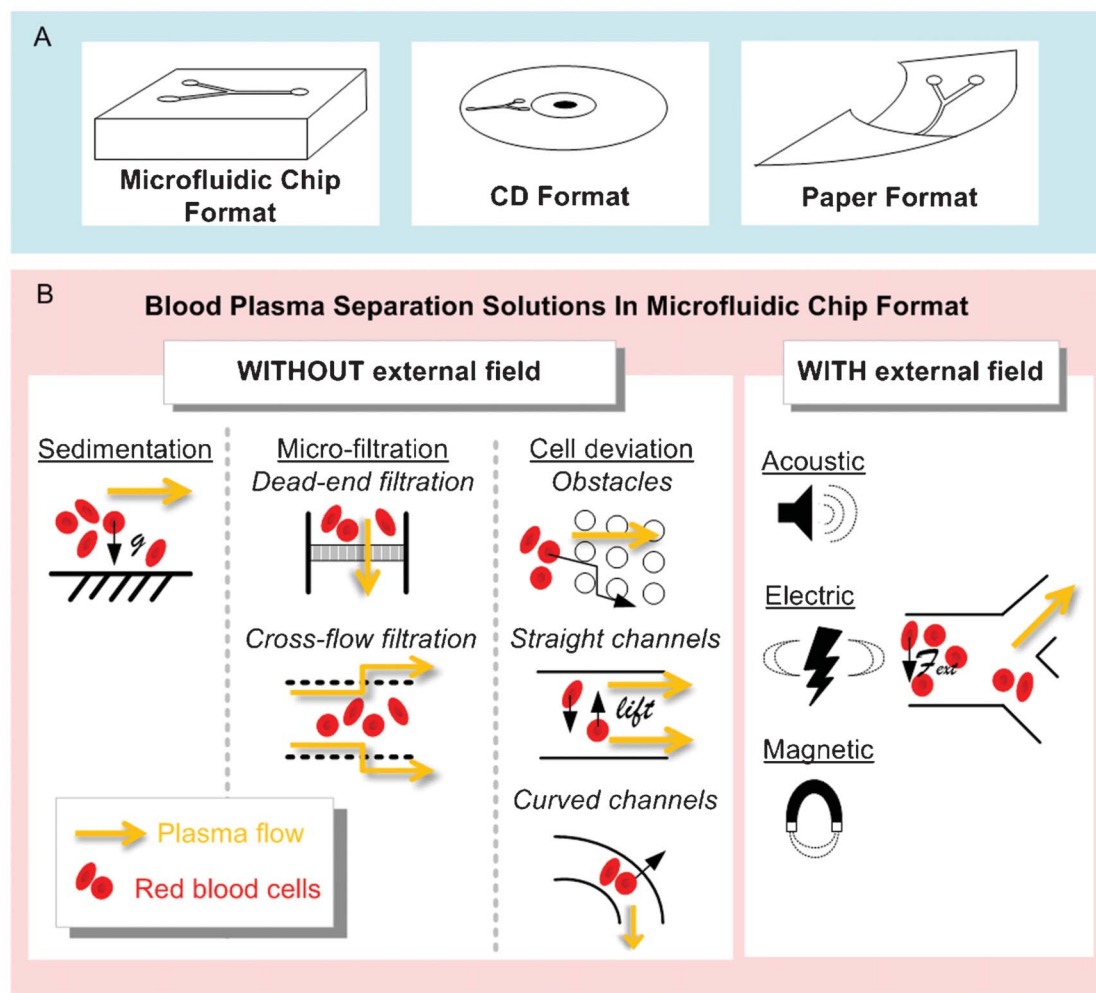 A
Microfluidic Chip
Format
CD Format
Paper Format
B
Blood Plasma Separation Solutions In Microfluidic Chip Format
WITHOUT external field
WITH external field
Sedimentation
g
Micro-filtration
Dead-end filtration
Cross-flow filtration
Cell deviation
Obstacles
Straight channels
lift
Curved channels
Acoustic
Electric
Fext
Magnetic
Plasma flow
Red blood cells